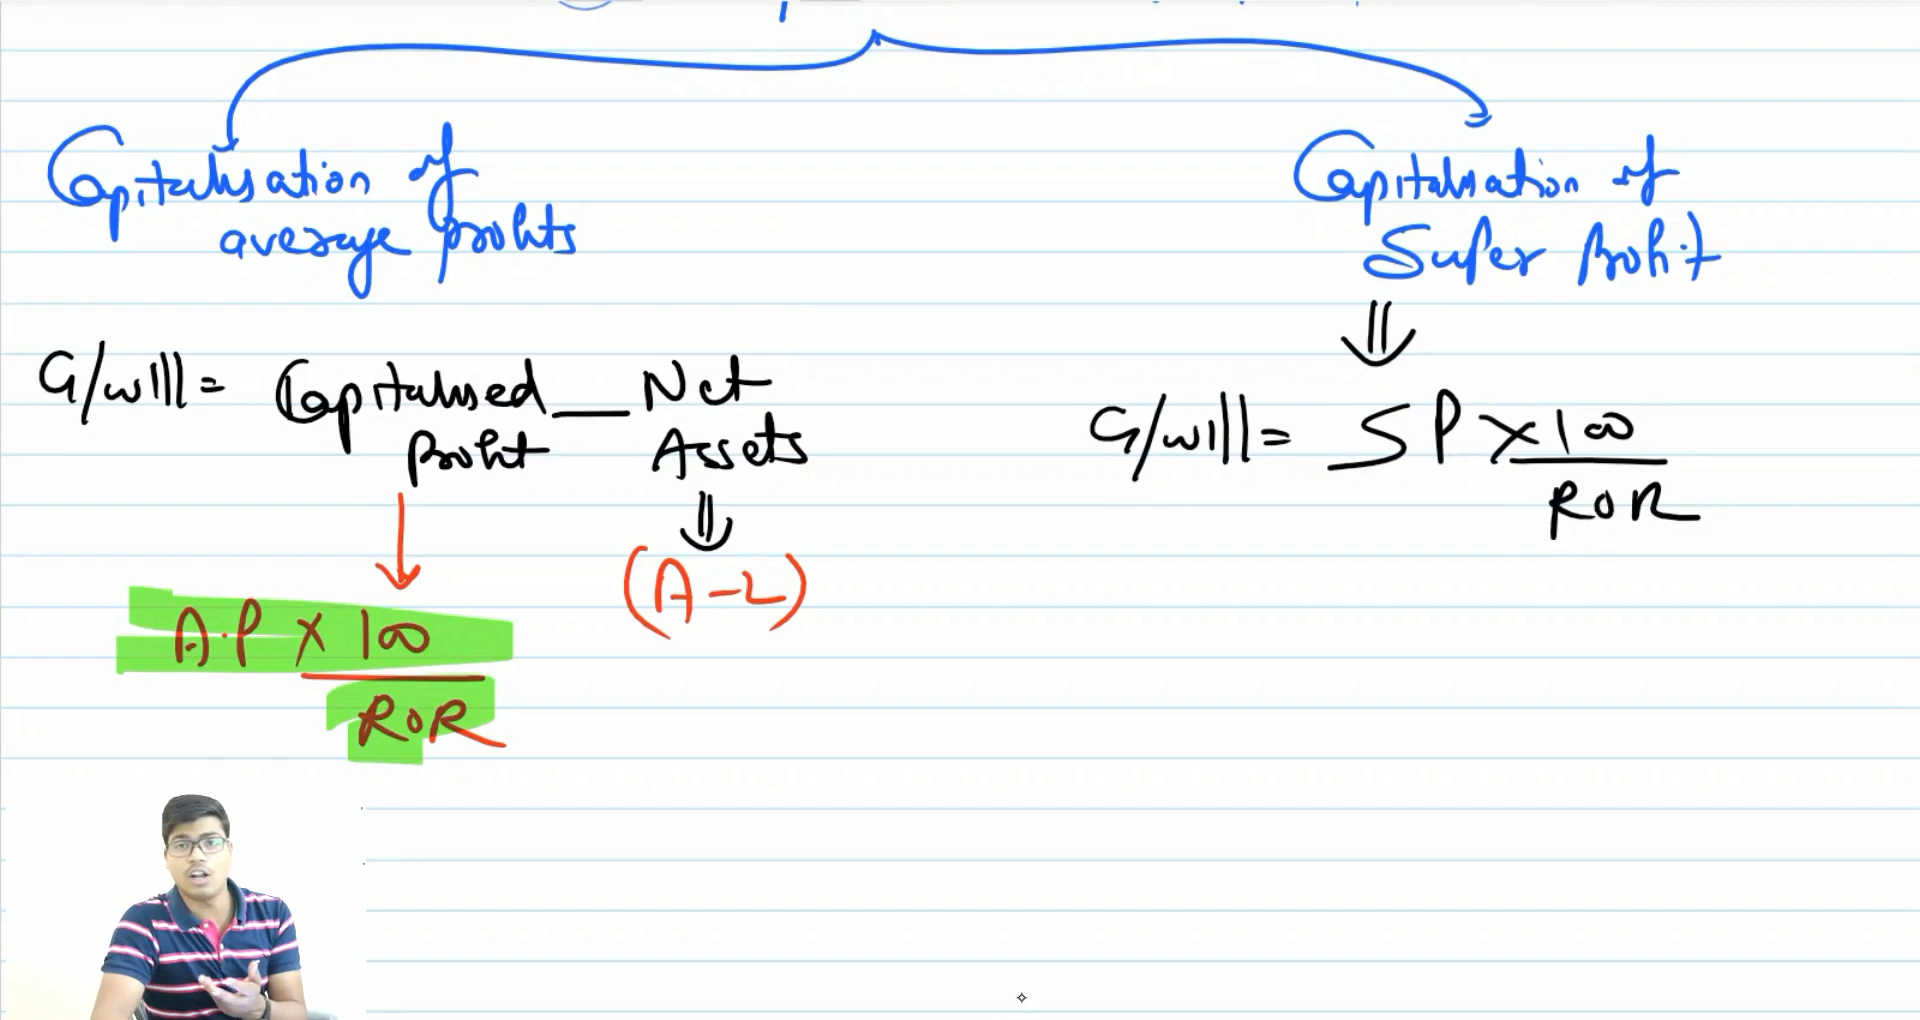 Capitalisation of
average profits
Capitalisation of
Super Profit
G/will = Capitalised — Net
Profit Assets
(A-L)
A.P x 100
ROR
G/will = SP x 100
ROR